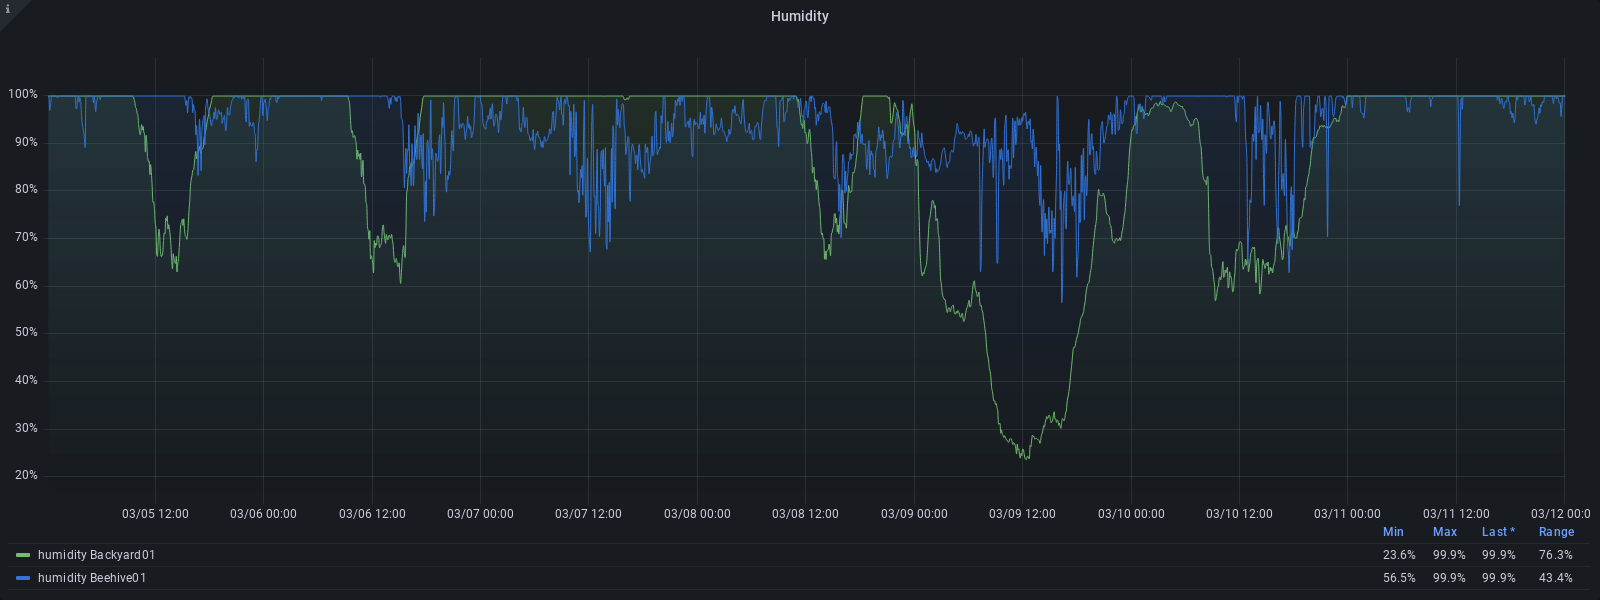 i
Humidity
100%
90%
80%
70%
60%
50%
40%
30%
20%
03/05 12:00 03/06 00:00 03/06 12:00 03/07 00:00 03/07 12:00 03/08 00:00 03/08 12:00 03/09 00:00 03/09 12:00 03/10 00:00 03/10 12:00 03/11 00:00 03/11 12:00 03/12 00:0
Min Max Last * Range
humidity Backyard01 23.6% 99.9% 99.9% 76.3%
humidity Beehive01 56.5% 99.9% 99.9% 43.4%